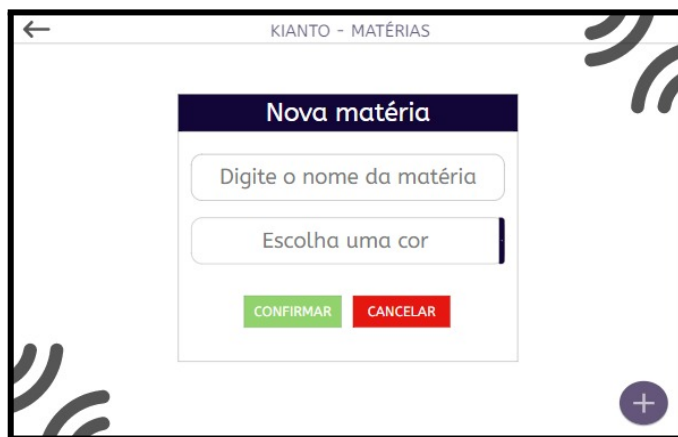 KIANTO - MATÉRIAS
Nova matéria
Digite o nome da matéria
Escolha uma cor
CONFIRMAR CANCELAR
+